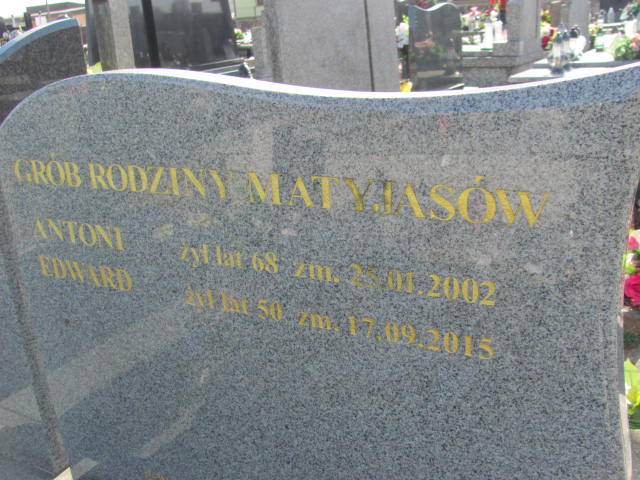 GRÓB RODZINY MATYJASÓW
ANTONI żył lat 68 zm. 25.01.2002
EDWARD żył lat 50 zm. 17.09.2015